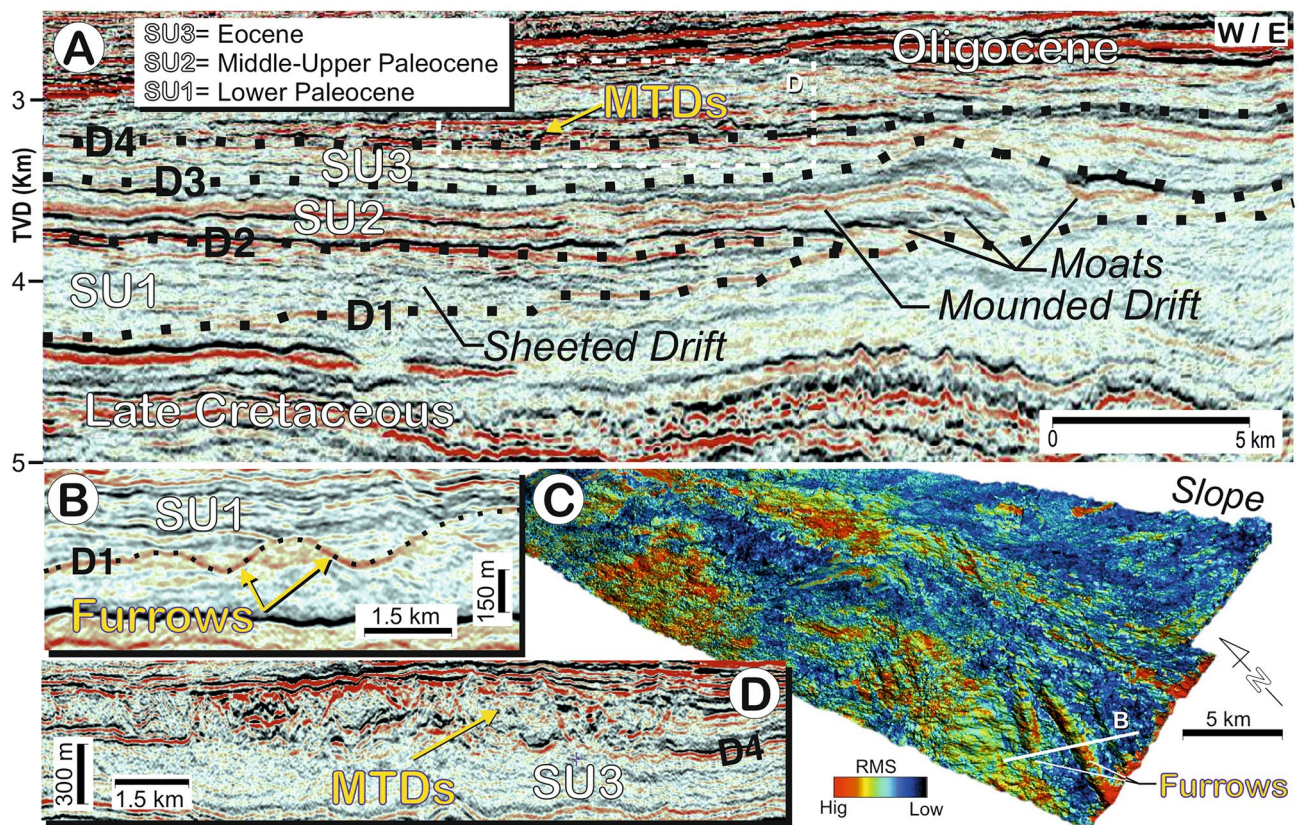 A
SU3= Eocene
SU2= Middle-Upper Paleocene
SU1= Lower Paleocene
W / E
Oligocene
D
MTDs
3
D4
SU3
D3
TVD (Km)
SU2
D2
Moats
4
SU1
Mounded Drift
D1
Sheeted Drift
Late Cretaceous
0 5 km
5
B
SU1
D1
Furrows
1.5 km
150 m
C
Slope
N
5 km
B
Furrows
RMS
Hig Low
D
D4
MTDs
SU3
300 m
1.5 km